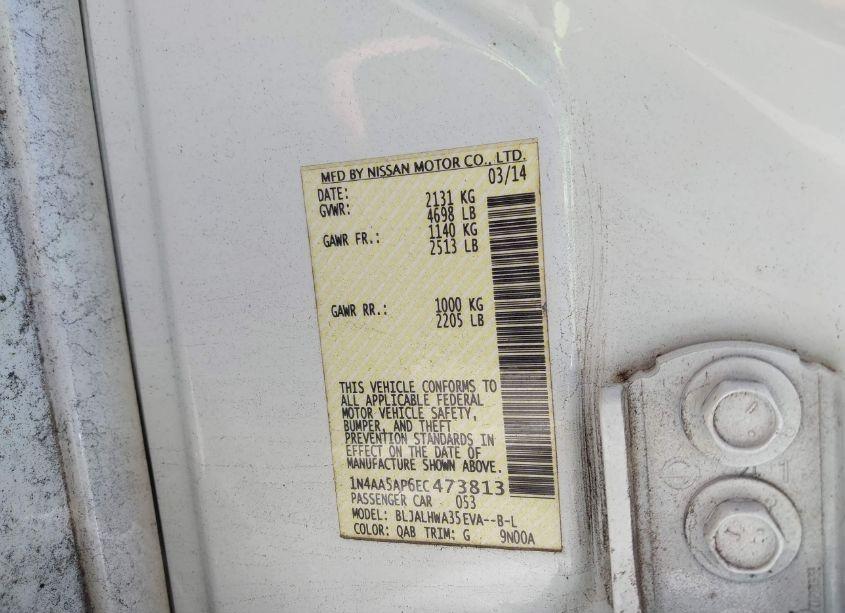 MFD BY NISSAN MOTOR CO., LTD.
DATE: 03/14
GVWR: 2131 KG
4698 LB
GAWR FR.: 1140 KG
2513 LB
GAWR RR.: 1000 KG
2205 LB
THIS VEHICLE CONFORMS TO
ALL APPLICABLE FEDERAL
MOTOR VEHICLE SAFETY,
BUMPER, AND THEFT
PREVENTION STANDARDS IN
EFFECT ON THE DATE OF
MANUFACTURE SHOWN ABOVE.
1N4AA5AP6EC473813
PASSENGER CAR 053
MODEL: BLJALHWA35EVA--B-L
COLOR: QAB TRIM: G 9N00A